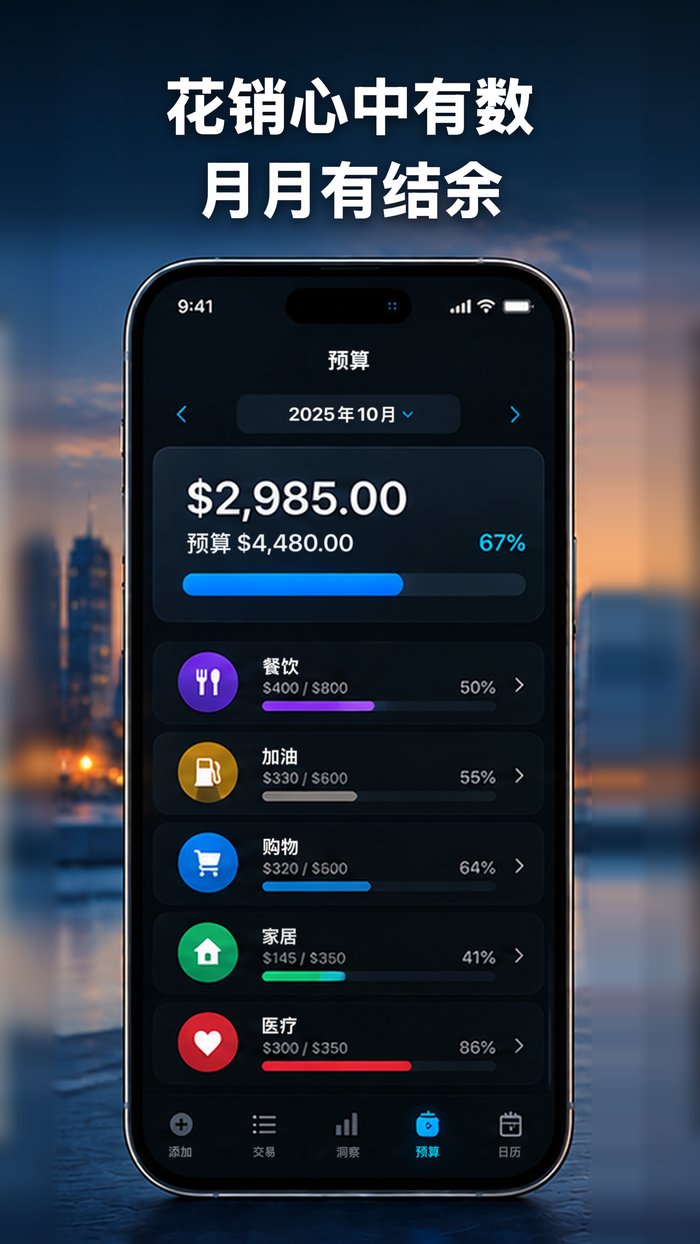 花销心中有数
月月有结余
9:41
预算
2025年10月
$2,985.00
预算 $4,480.00
67%
餐饮
$400 / $800
50%
加油
$330 / $600
55%
购物
$320 / $500
64%
家居
$145 / $350
41%
医疗
$300 / $350
86%
添加
交易
洞察
预算
日历